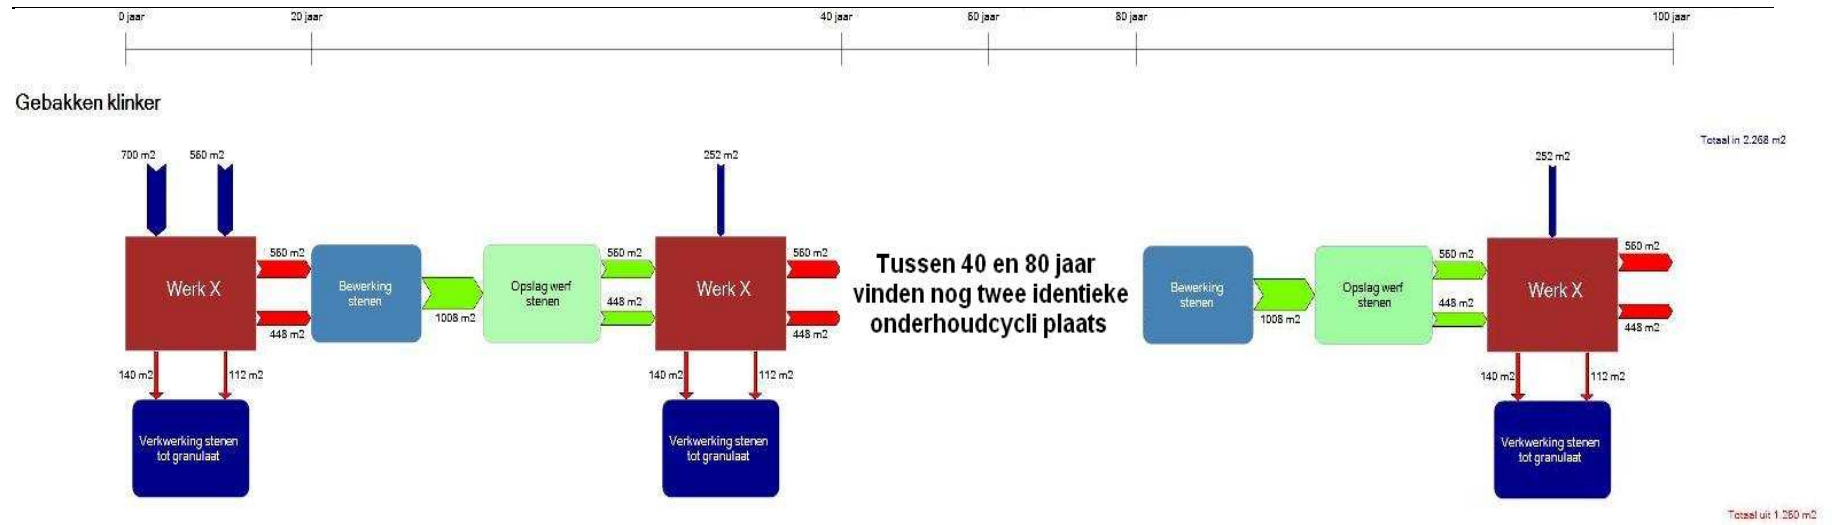 0 jaar 20 jaar 40 jaar 60 jaar 80 jaar 100 jaar
Gebakken klinker
Totaal in 2.268 m2
700 m2 560 m2 252 m2 252 m2
560 m2 560 m2 560 m2 560 m2 560 m2
Werk X
Bewerking
stenen
Opslag werf
stenen
Werk X
Tussen 40 en 80 jaar
vinden nog twee identieke
onderhoudcycli plaats
Bewerking
stenen
Opslag werf
stenen
Werk X
448 m2 1008 m2 448 m2 448 m2 1008 m2 448 m2 448 m2
140 m2 112 m2 140 m2 112 m2 140 m2 112 m2
Verkwerking stenen
tot granulaat
Verkwerking stenen
tot granulaat
Verkwerking stenen
tot granulaat
Totaal uit 1.260 m2